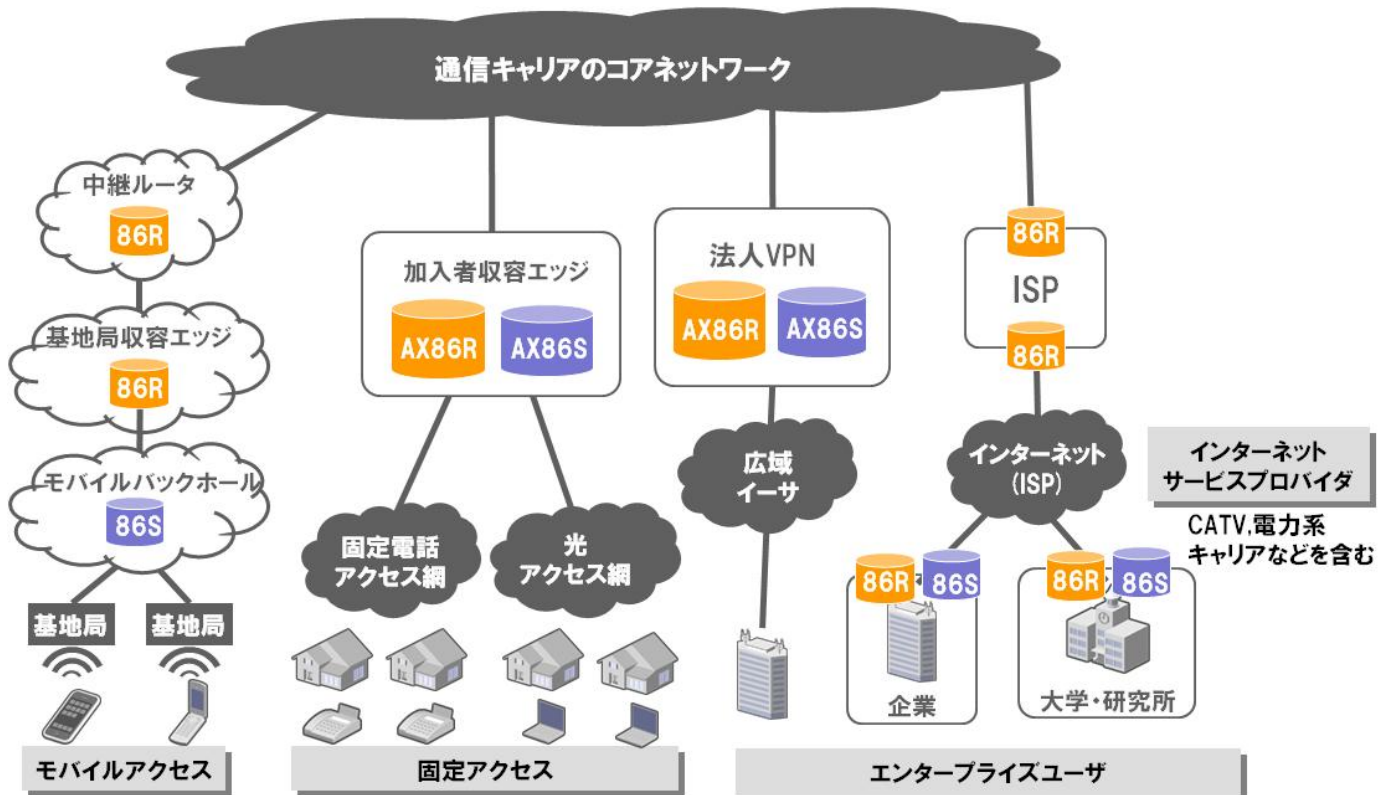 通信キャリアのコアネットワーク
中継ルータ
86R
基地局収容エッジ
86R
モバイルバックホール
86S
基地局
基地局
モバイルアクセス
加入者収容エッジ
AX86R
AX86S
固定電話
アクセス網
光
アクセス網
固定アクセス
法人VPN
AX86R
AX86S
広域
イーサ
86R
ISP
86R
インターネット
(ISP)
86R
86S
企業
86R
86S
大学・研究所
エンタープライズユーザ
インターネット
サービスプロバイダ
CATV,電力系
キャリアなどを含む